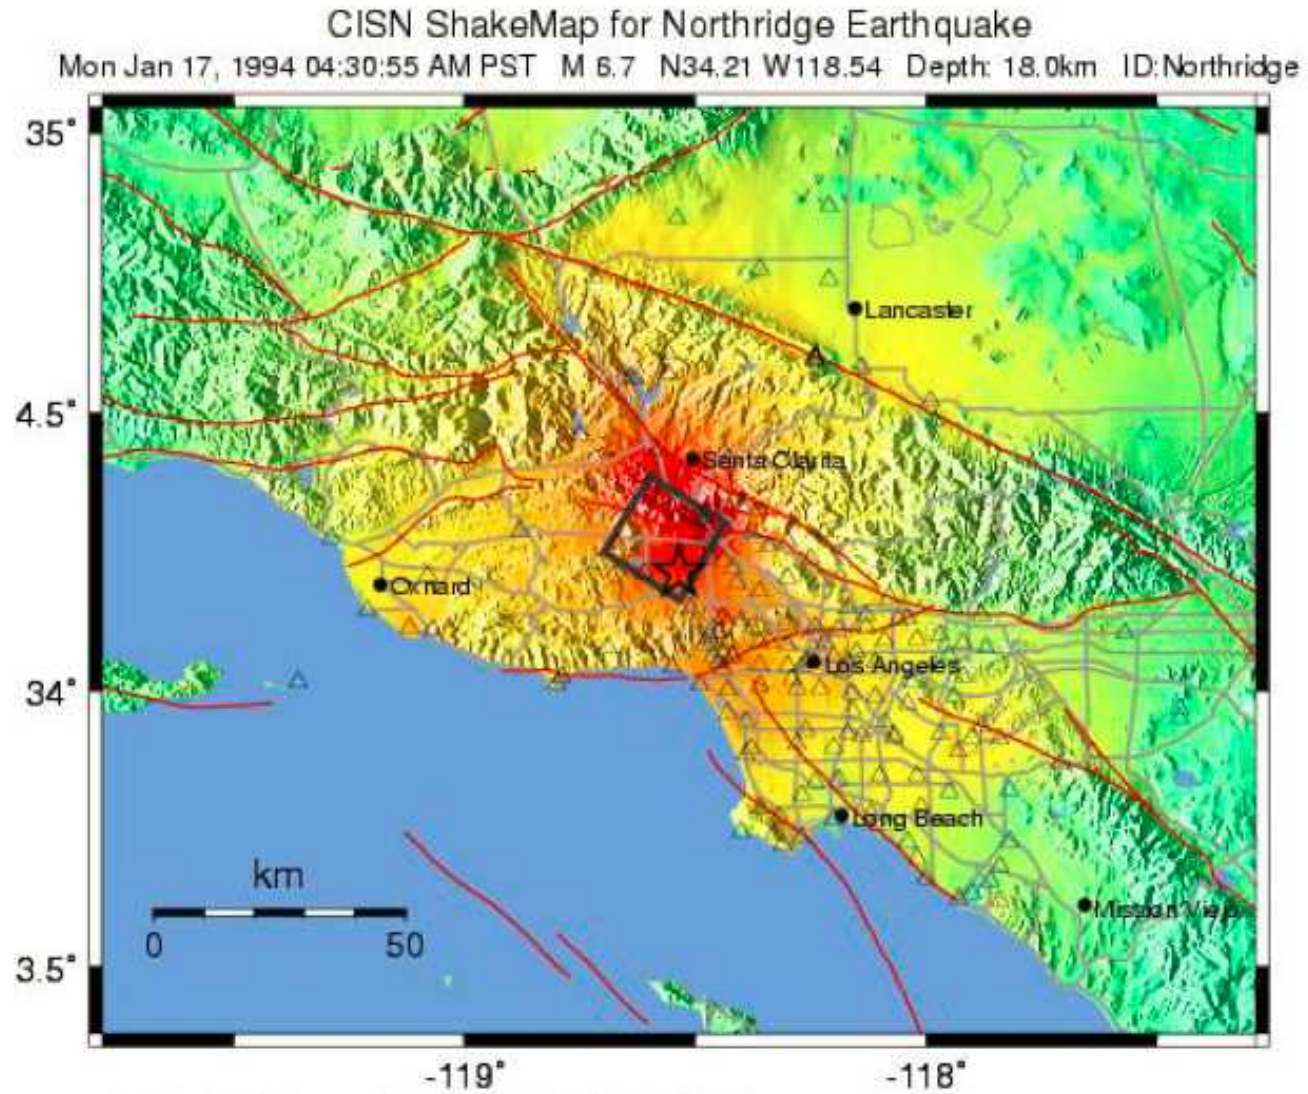 CISN ShakeMap for Northridge Earthquake
Mon Jan 17, 1994 04:30:55 AM PST M 6.7 N34.21 W118.54 Depth: 18.0km ID:Northridge
35°
Lancaster
4.5°
Santa Clarita
Oxnard
Los Angeles
34°
Long Beach
km
Mission Viejo
0 50
3.5°
-119° -118°